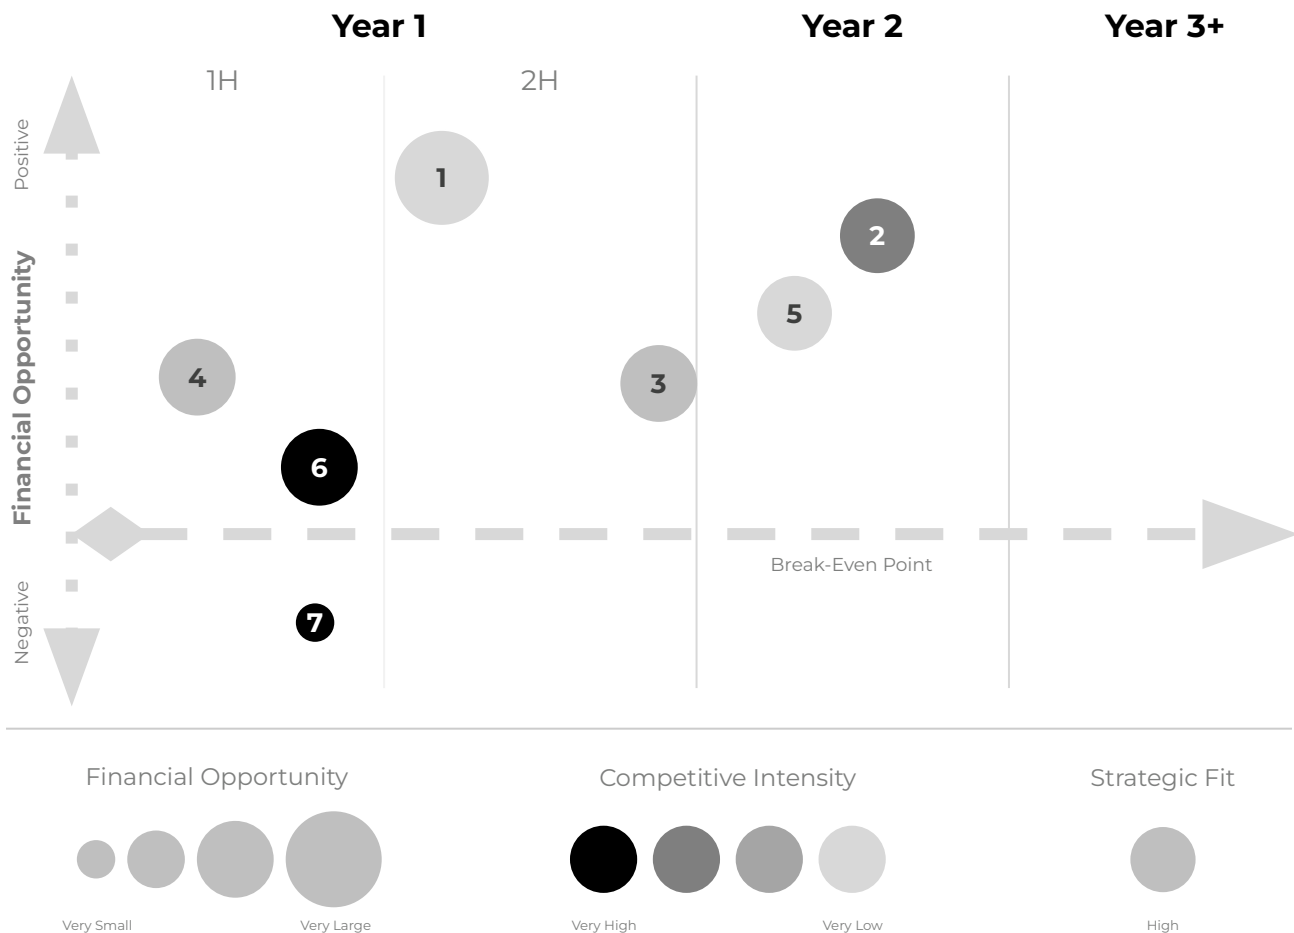 Year 1
Year 2
Year 3+
1H
2H
Positive
Financial Opportunity
Negative
1
2
5
4
3
6
Break-Even Point
7
Financial Opportunity
Competitive Intensity
Strategic Fit
Very Small
Very Large
Very High
Very Low
High